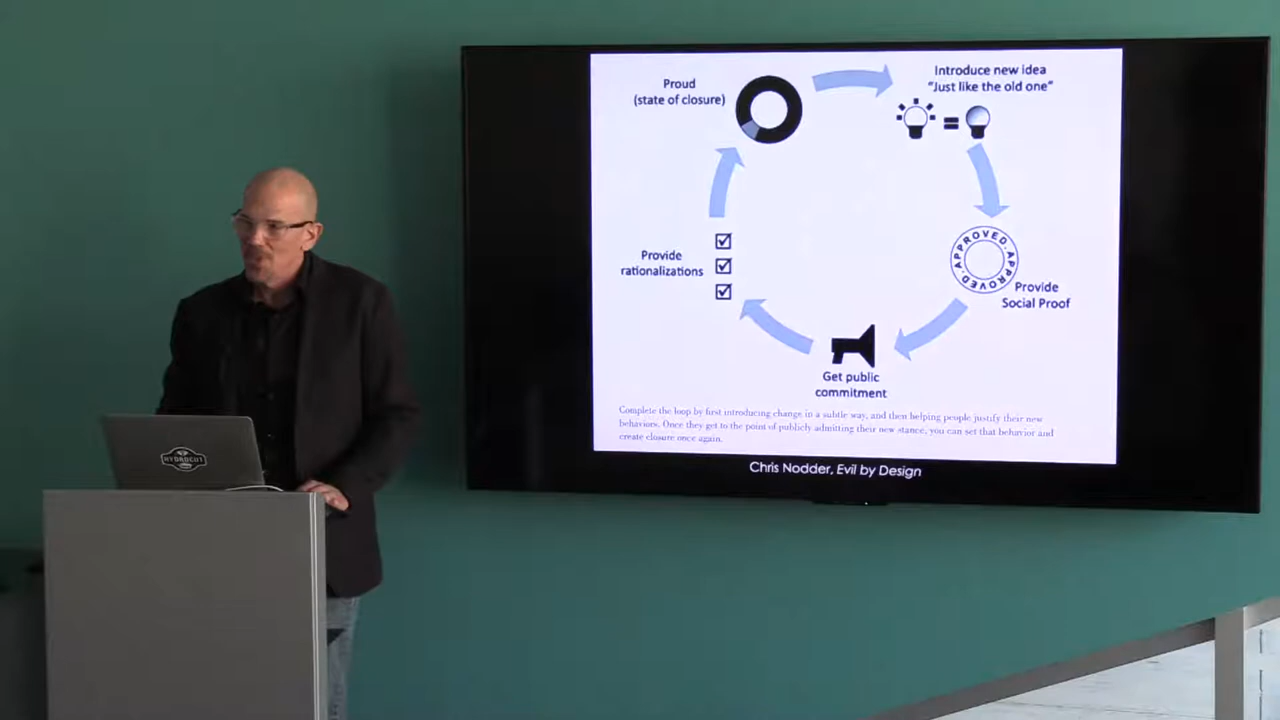 Proud
(state of closure)
Introduce new idea
"Just like the old one"
=
APPROVED.APPROVED.
Provide
Social Proof
Get public
commitment
Provide
rationalizations
Complete the loop by first introducing change in a subtle way, and then helping people justify their new
behaviors. Once they get to the point of publicly admitting their new stance, you can set that behavior and
create closure once again.
Chris Nodder, Evil by Design
HYDROCUT